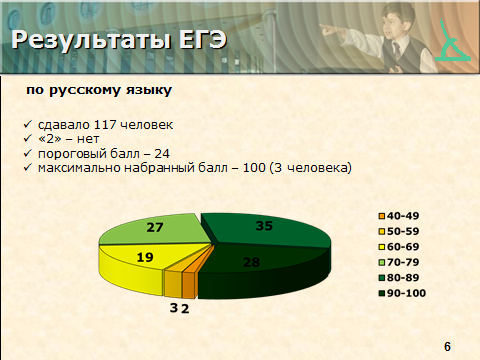 Результаты ЕГЭ
по русскому языку
сдавало 117 человек
«2» – нет
пороговый балл – 24
максимально набранный балл – 100 (3 человека)
27
35
19
28
3
2
40-49
50-59
60-69
70-79
80-89
90-100
6